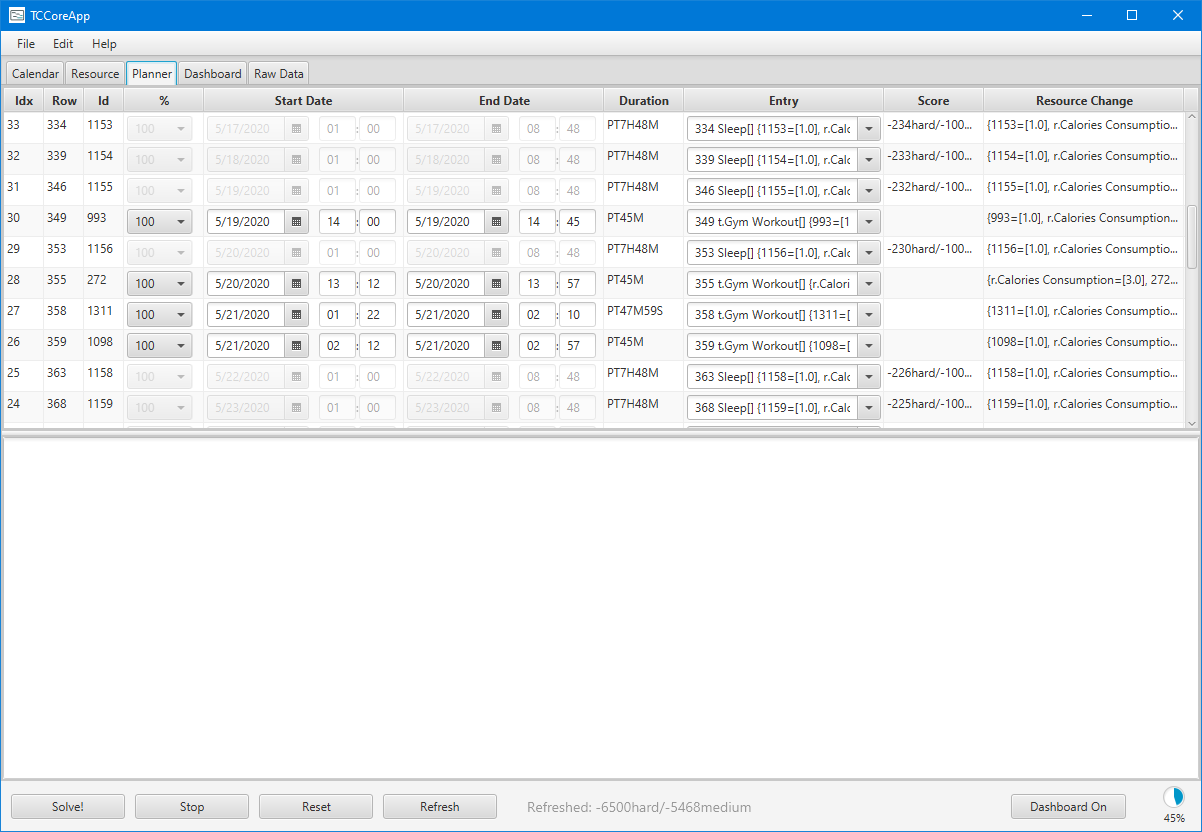 TCCoreApp
File Edit Help
Calendar Resource Planner Dashboard Raw Data
Idx Row Id % Start Date End Date Duration Entry Score Resource Change
33 334 1153 100 5/17/2020 01 : 00 5/17/2020 08 : 48 PT7H48M 334 Sleep[] {1153=[1.0], r.Calc -234hard/-100... {1153=[1.0], r.Calories Consumptio...
32 339 1154 100 5/18/2020 01 : 00 5/18/2020 08 : 48 PT7H48M 339 Sleep[] {1154=[1.0], r.Calc -233hard/-100... {1154=[1.0], r.Calories Consumptio...
31 346 1155 100 5/19/2020 01 : 00 5/19/2020 08 : 48 PT7H48M 346 Sleep[] {1155=[1.0], r.Calc -232hard/-100... {1155=[1.0], r.Calories Consumptio...
30 349 993 100 5/19/2020 14 : 00 5/19/2020 14 : 45 PT45M 349 t.Gym Workout[] {993=[1 {993=[1.0], r.Calories Consumption...
29 353 1156 100 5/20/2020 01 : 00 5/20/2020 08 : 48 PT7H48M 353 Sleep[] {1156=[1.0], r.Calc -230hard/-100... {1156=[1.0], r.Calories Consumptio...
28 355 272 100 5/20/2020 13 : 12 5/20/2020 13 : 57 PT45M 355 t.Gym Workout[] {r.Calori {r.Calories Consumption=[3.0], 272...
27 358 1311 100 5/21/2020 01 : 22 5/21/2020 02 : 10 PT47M59S 358 t.Gym Workout[] {1311=[ {1311=[1.0], r.Calories Consumptio...
26 359 1098 100 5/21/2020 02 : 12 5/21/2020 02 : 57 PT45M 359 t.Gym Workout[] {1098=[ {1098=[1.0], r.Calories Consumptio...
25 363 1158 100 5/22/2020 01 : 00 5/22/2020 08 : 48 PT7H48M 363 Sleep[] {1158=[1.0], r.Calc -226hard/-100... {1158=[1.0], r.Calories Consumptio...
24 368 1159 100 5/23/2020 01 : 00 5/23/2020 08 : 48 PT7H48M 368 Sleep[] {1159=[1.0], r.Calc -225hard/-100... {1159=[1.0], r.Calories Consumptio...
Solve! Stop Reset Refresh Refreshed: -6500hard/-5468medium Dashboard On
45%